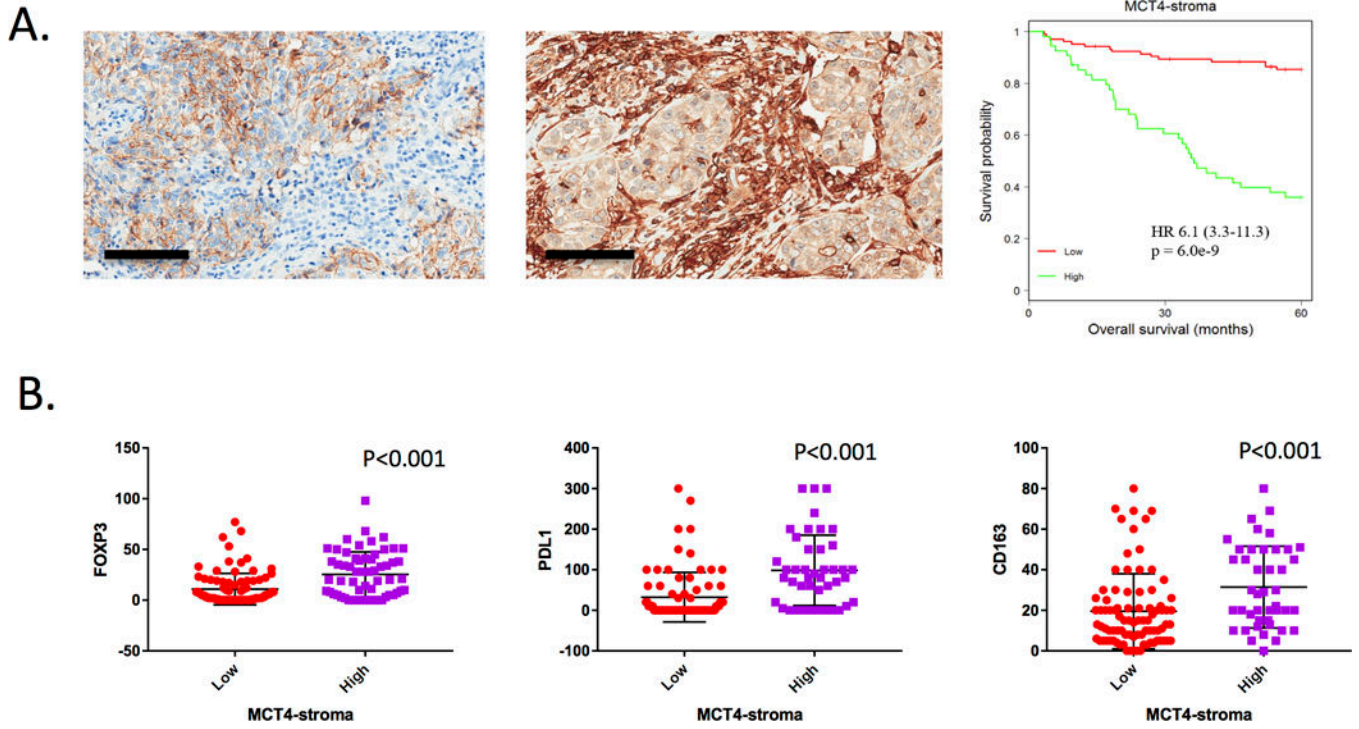 A.
MCT4-stroma
Survival probability
1
0.8
0.6
0.4
0.2
0
HR 6.1 (3.3-11.3)
p = 6.0e-9
Low
High
0
30
60
Overall survival (months)
B.
FOXP3
150
100
50
0
-50
P<0.001
Low
High
MCT4-stroma
PDL1
400
300
200
100
0
-100
P<0.001
Low
High
MCT4-stroma
CD163
100
80
60
40
20
0
P<0.001
Low
High
MCT4-stroma